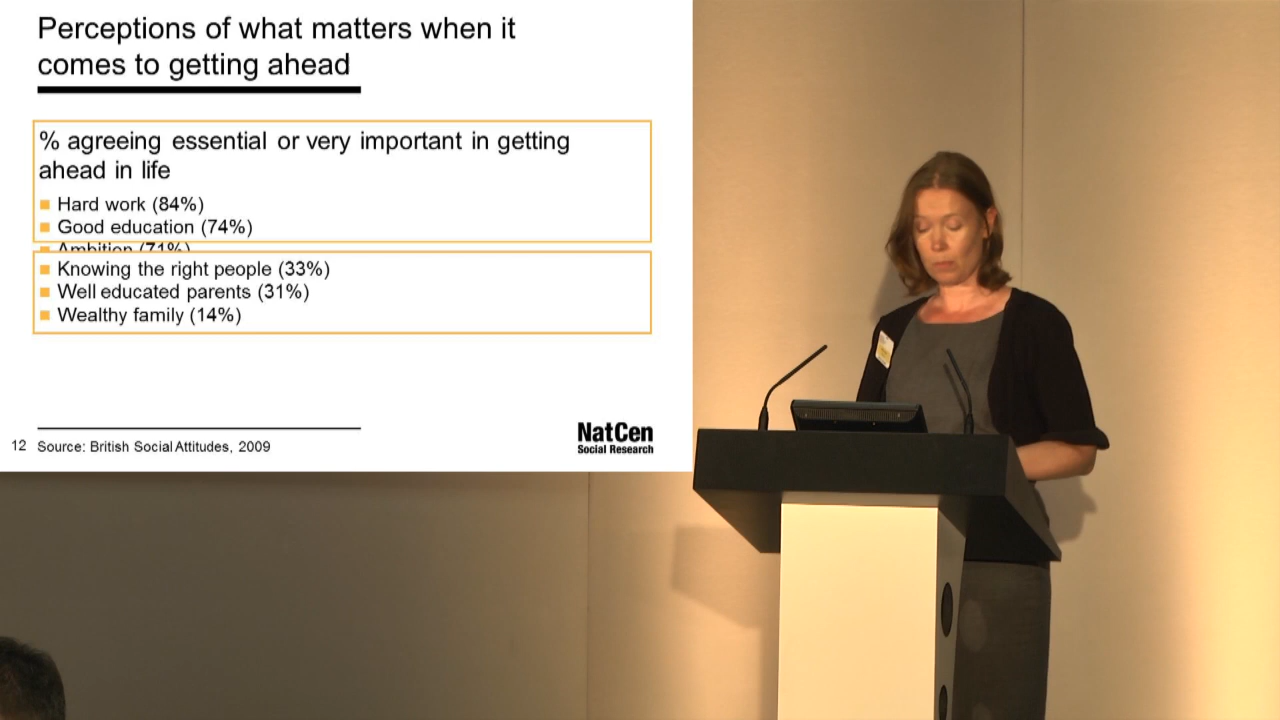 Perceptions of what matters when it
comes to getting ahead
% agreeing essential or very important in getting
ahead in life
Hard work (84%)
Good education (74%)
Ambition (71%)
Knowing the right people (33%)
Well educated parents (31%)
Wealthy family (14%)
12 Source: British Social Attitudes, 2009
NatCen
Social Research